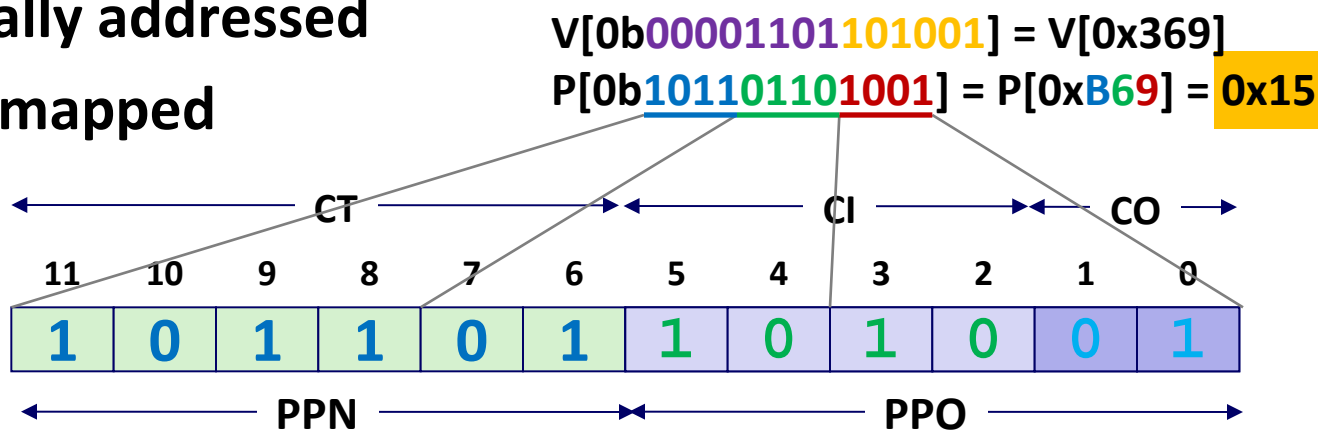 ally addressed
mapped
V[0b00001101101001] = V[0x369]
P[0b101101101001] = P[0xB69] = 0x15
CT CI CO
11 10 9 8 7 6 5 4 3 2 1 0
1 0 1 1 0 1 1 0 1 0 0 1
PPN PPO